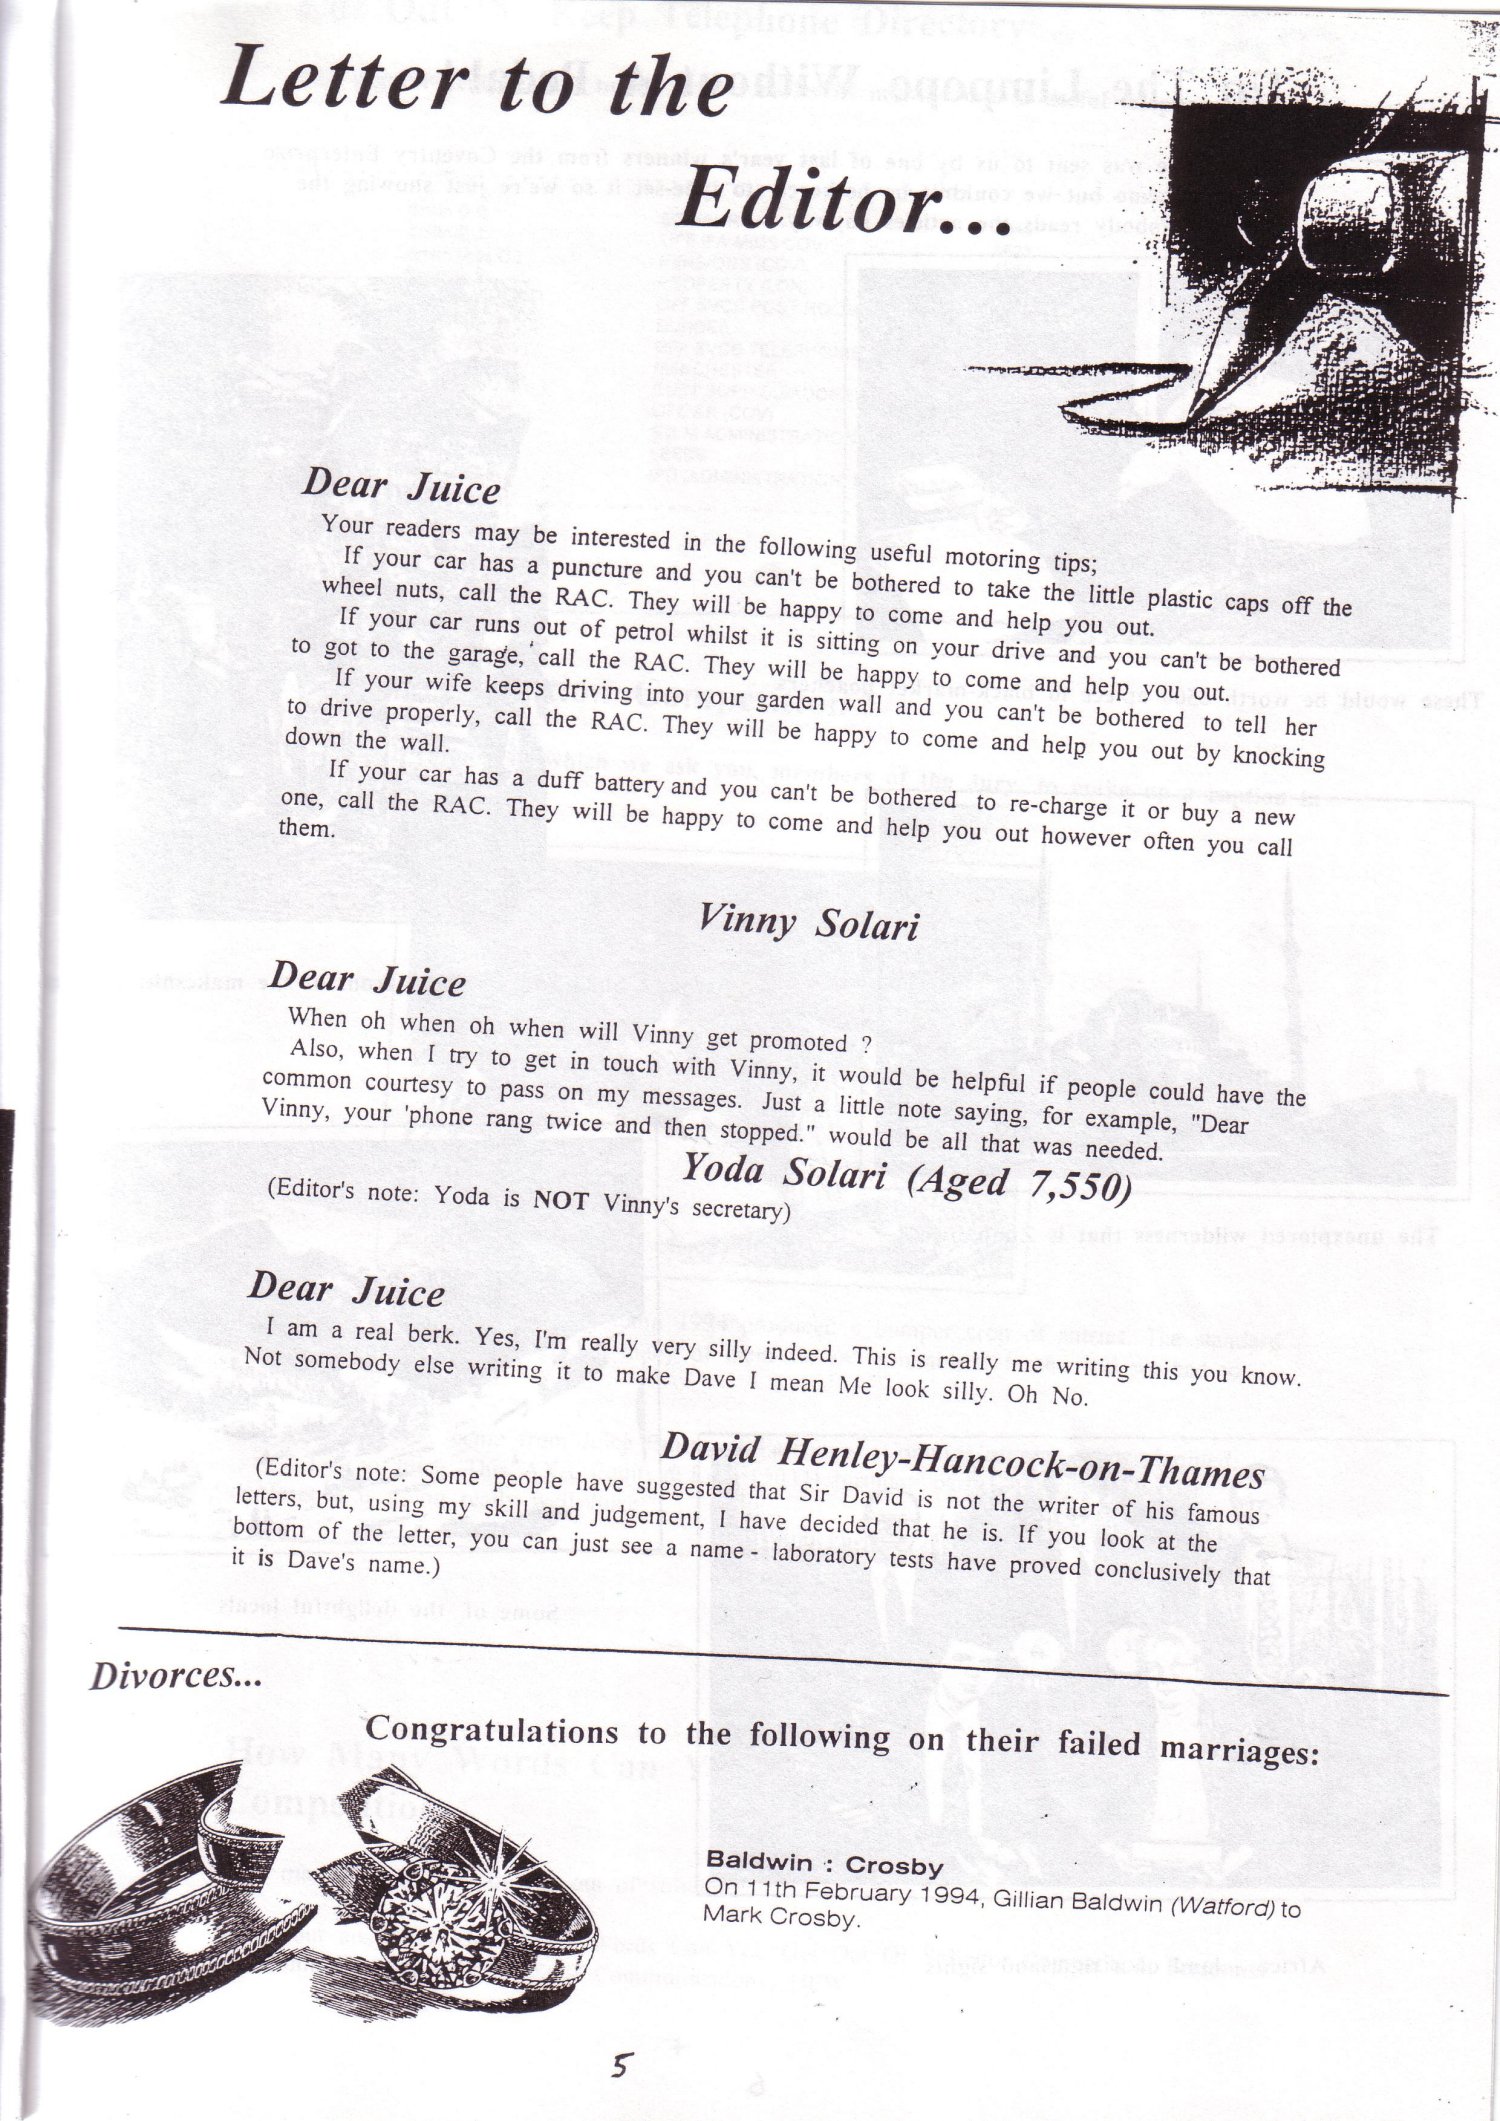 Letter to the
Editor...
Dear Juice
Your readers may be interested in the following useful motoring tips;
If your car has a puncture and you can't be bothered to take the little plastic caps off the
wheel nuts, call the RAC. They will be happy to come and help you out.
If your car runs out of petrol whilst it is sitting on your drive and you can't be bothered
to got to the garage, call the RAC. They will be happy to come and help you out.
If your wife keeps driving into your garden wall and you can't be bothered to tell her
to drive properly, call the RAC. They will be happy to come and help you out by knocking
down the wall.
If your car has a duff battery and you can't be bothered to re-charge it or buy a new
one, call the RAC. They will be happy to come and help you out however often you call
them.
Vinny Solari
Dear Juice
When oh when oh when will Vinny get promoted ?
Also, when I try to get in touch with Vinny, it would be helpful if people could have the
common courtesy to pass on my messages. Just a little note saying, for example, "Dear
Vinny, your 'phone rang twice and then stopped." would be all that was needed.
Yoda Solari (Aged 7,550)
(Editor's note: Yoda is NOT Vinny's secretary)
Dear Juice
I am a real berk. Yes, I'm really very silly indeed. This is really me writing this you know.
Not somebody else writing it to make Dave I mean Me look silly. Oh No.
David Henley-Hancock-on-Thames
(Editor's note: Some people have suggested that Sir David is not the writer of his famous
letters, but, using my skill and judgement, I have decided that he is. If you look at the
bottom of the letter, you can just see a name - laboratory tests have proved conclusively that
it is Dave's name.)
Divorces...
Congratulations to the following on their failed marriages:
Baldwin : Crosby
On 11th February 1994, Gillian Baldwin (Watford) to
Mark Crosby.
5